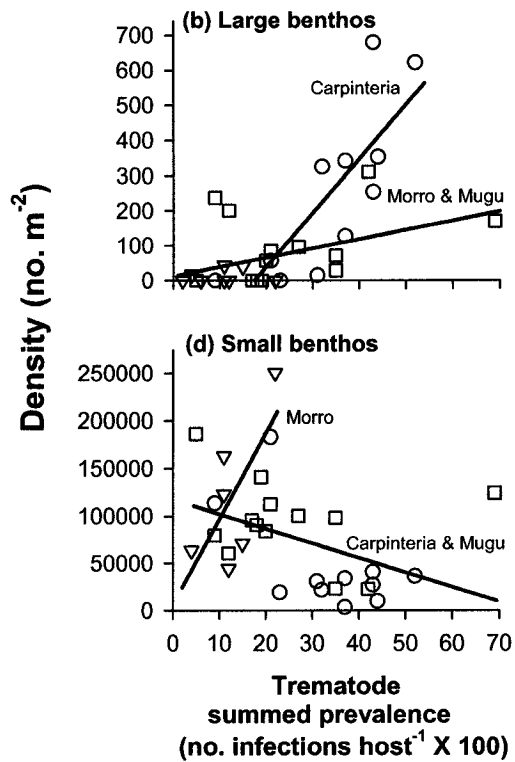 (b) Large benthos
700
600
500
400
300
200
100
0
Carpinteria
Morro & Mugu
Density (no. m⁻²)
(d) Small benthos
250000
200000
150000
100000
50000
0
Morro
Carpinteria & Mugu
0 10 20 30 40 50 60 70
Trematode
summed prevalence
(no. infections host⁻¹ X 100)